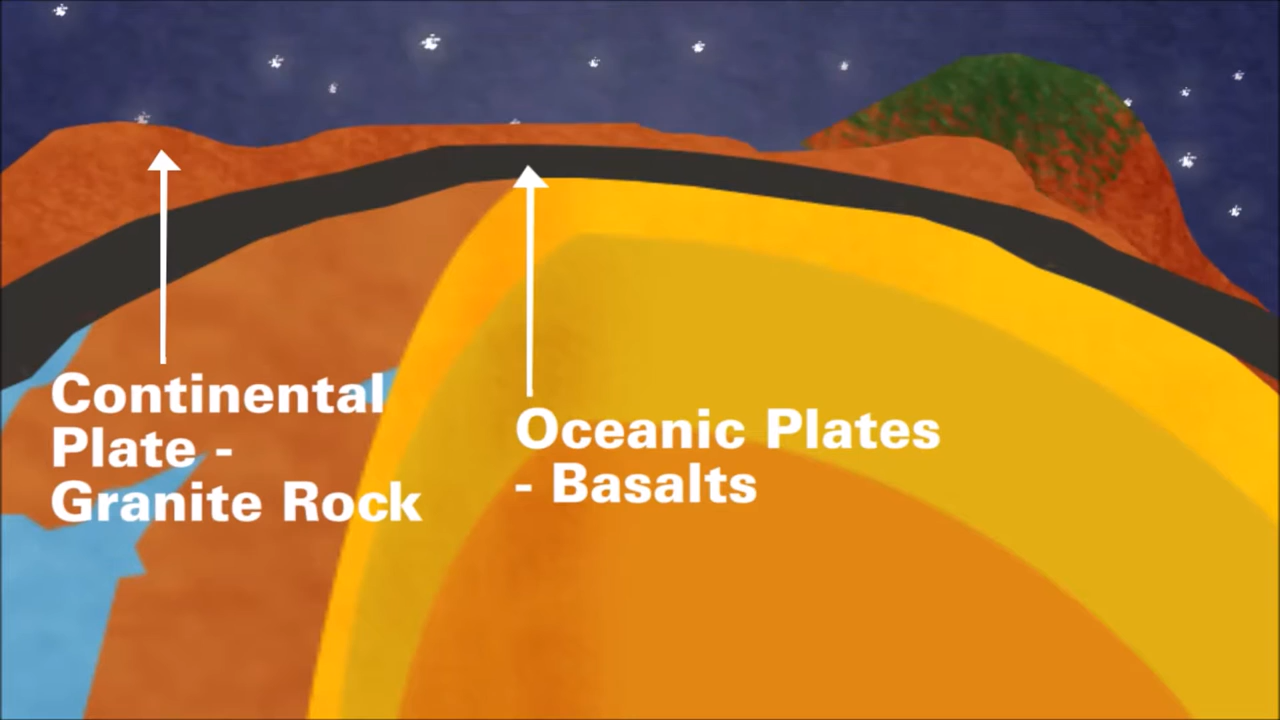 Continental
Plate -
Granite Rock
Oceanic Plates
- Basalts